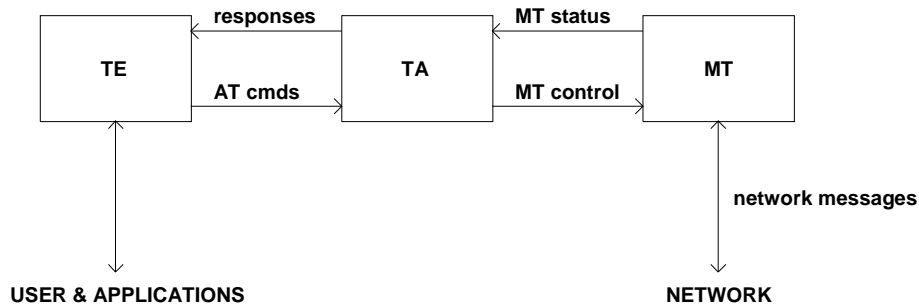 responses
MT status
TE
TA
MT
AT cmds
MT control
network messages
USER & APPLICATIONS
NETWORK